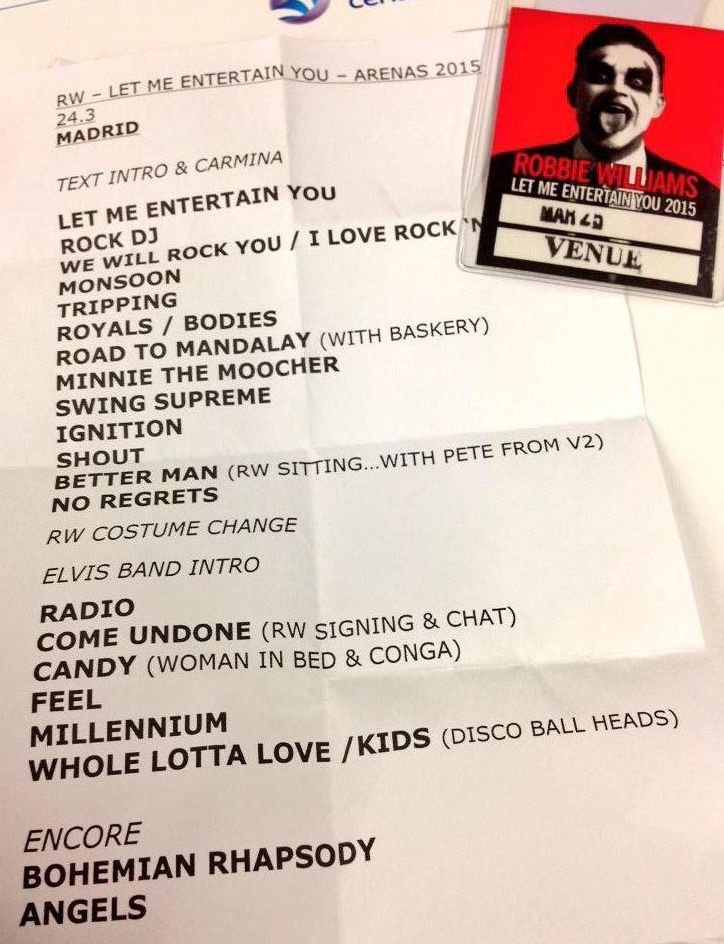 RW – LET ME ENTERTAIN YOU – ARENAS 2015
24.3
MADRID
TEXT INTRO & CARMINA
LET ME ENTERTAIN YOU
ROCK DJ
WE WILL ROCK YOU / I LOVE ROCK 'N
MONSOON
TRIPPING
ROYALS / BODIES
ROAD TO MANDALAY (WITH BASKERY)
MINNIE THE MOOCHER
SWING SUPREME
IGNITION
SHOUT
BETTER MAN (RW SITTING...WITH PETE FROM V2)
NO REGRETS
RW COSTUME CHANGE
ELVIS BAND INTRO
RADIO
COME UNDONE (RW SIGNING & CHAT)
CANDY (WOMAN IN BED & CONGA)
FEEL
MILLENNIUM
WHOLE LOTTA LOVE /KIDS (DISCO BALL HEADS)
ENCORE
BOHEMIAN RHAPSODY
ANGELS
ROBBIE WILLIAMS
LET ME ENTERTAIN YOU 2015
MAR
VENUE